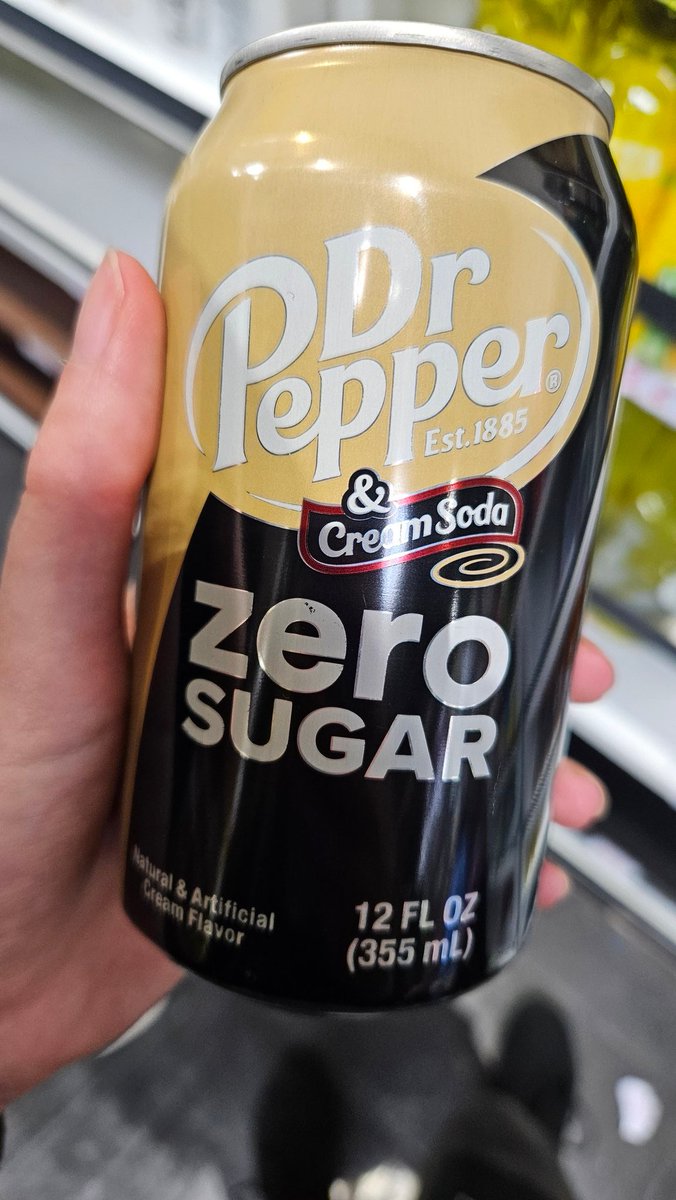 Dr
Pepper®
Est.1885
&
Cream Soda
zero
SUGAR
Natural & Artificial
Cream Flavor
12 FL OZ
(355 mL)